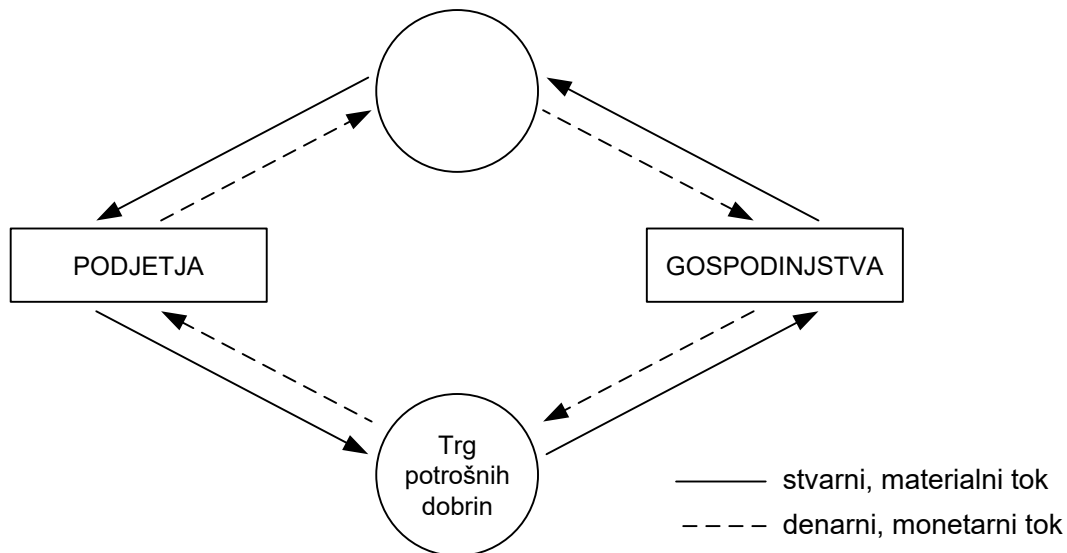 PODJETJA
GOSPODINJSTVA
Trg
potrošnih
dobrin
stvarni, materialni tok
denarni, monetarni tok